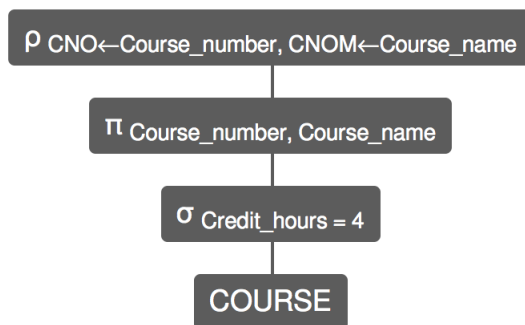 ρ CNO←Course_number, CNOM←Course_name
π Course_number, Course_name
σ Credit_hours = 4
COURSE